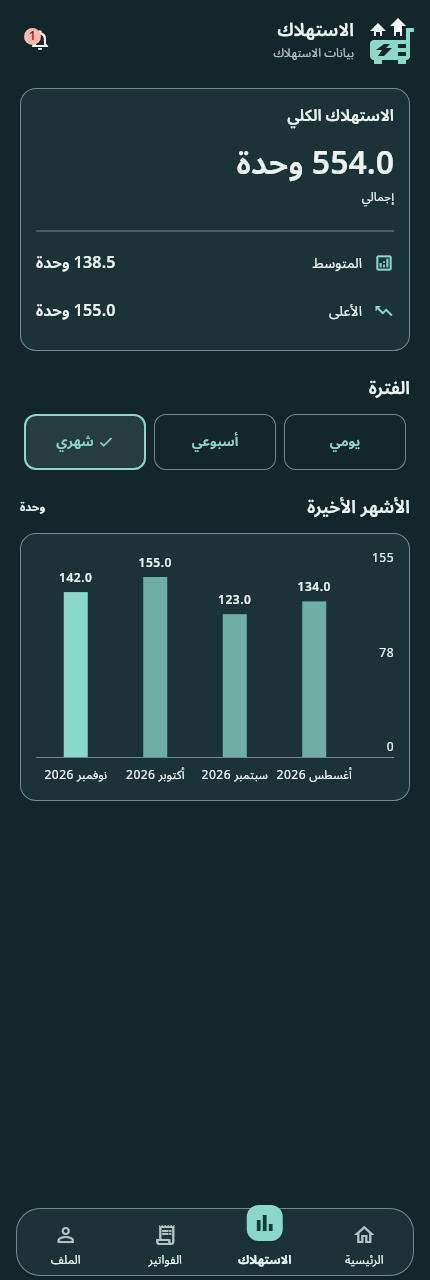 الاستهلاك
بيانات الاستهلاك
1
الاستهلاك الكلي
554.0 وحدة
إجمالي
المتوسط 138.5 وحدة
الأعلى 155.0 وحدة
الفترة
يومي
أسبوعي
شهري
الأشهر الأخيرة
وحدة
155
78
0
134.0
123.0
155.0
142.0
أغسطس 2026
سبتمبر 2026
أكتوبر 2026
نوفمبر 2026
الرئيسية
الاستهلاك
الفواتير
الملف